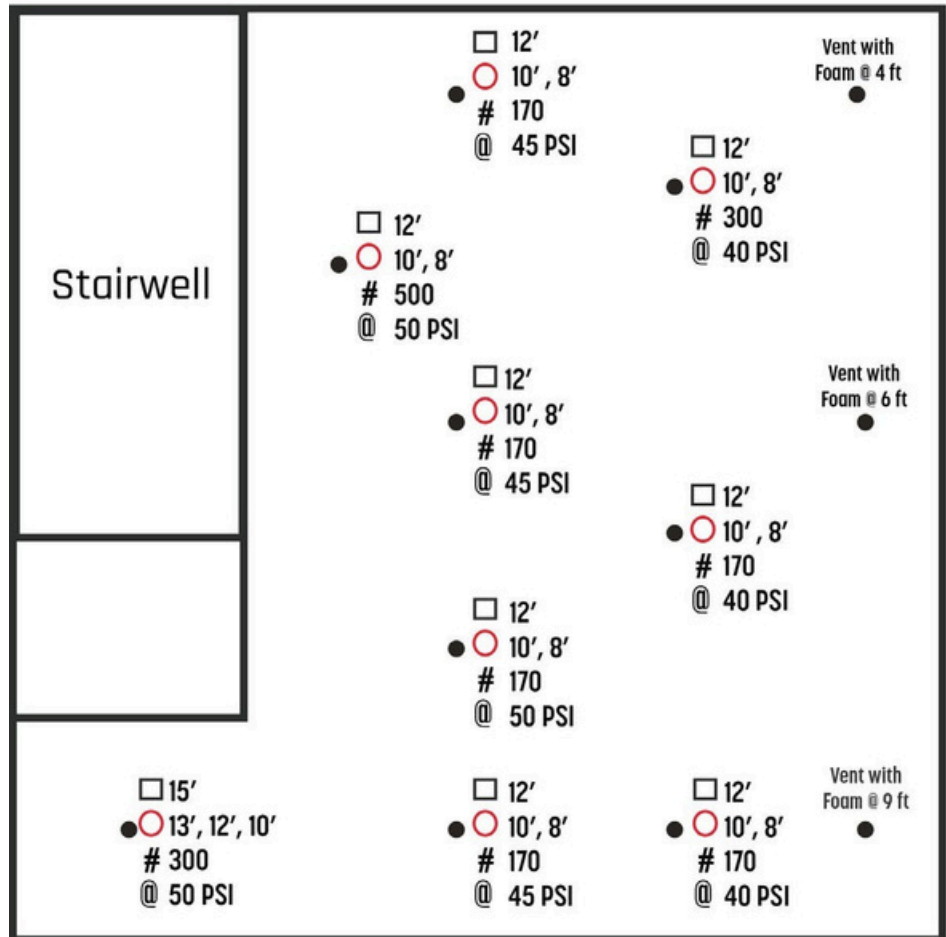 12'
10' , 8'
# 170
@ 45 PSI
Vent with
Foam @ 4 ft
12'
10', 8'
# 300
@ 40 PSI
12'
10', 8'
# 500
@ 50 PSI
Stairwell
12'
10', 8'
# 170
@ 45 PSI
Vent with
Foam @ 6 ft
12'
10' , 8'
# 170
@ 40 PSI
12'
10', 8'
# 170
@ 50 PSI
15'
13', 12', 10'
# 300
@ 50 PSI
12'
10', 8'
# 170
@ 45 PSI
12'
10', 8'
# 170
@ 40 PSI
Vent with
Foam @ 9 ft